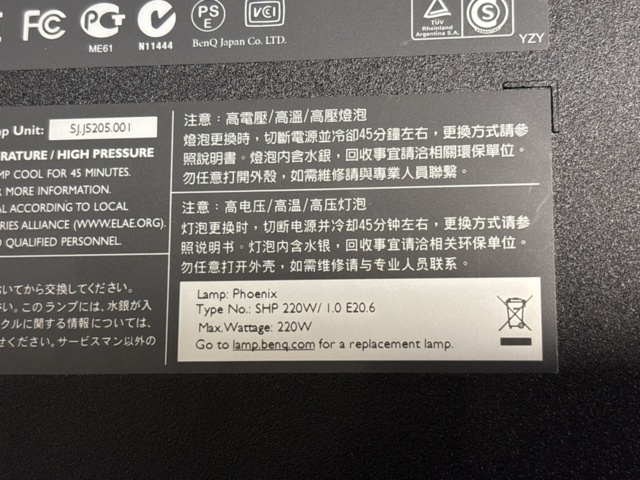 FC
ME61
N11444
PS
E
BenQ Japan Co. LTD.
VCI
TÜV
Rheinland
Argentina S.A.
S
YZY
p Unit: 5J.J5205.001
RATURE / HIGH PRESSURE
MP COOL FOR 45 MINUTES.
MORE INFORMATION.
AL ACCORDING TO LOCAL
RIES ALLIANCE (WWW.ELAE.ORG).
QUALIFIED PERSONNEL.
いてから交換してください。
さい。このランプには、水銀が入
クルに関する情報については、
せください。サービスマン以外の
注意：高電壓/高溫/高壓燈泡
燈泡更換時，切斷電源並冷卻45分鐘左右，更換方式請參
照說明書。燈泡內含水銀，回收事宜請洽相關環保單位。
勿任意打開外殼，如需維修請與專業人員聯繫。
注意：高电压/高温/高压灯泡
灯泡更换时，切断电源并冷却45分钟左右，更换方式请参
照说明书。灯泡内含水银，回收事宜请洽相关环保单位。
勿任意打开外壳，如需维修请与专业人员联系。
Lamp: Phoenix
Type No.: SHP 220W/ 1.0 E20.6
Max.Wattage: 220W
Go to lamp.benq.com for a replacement lamp.